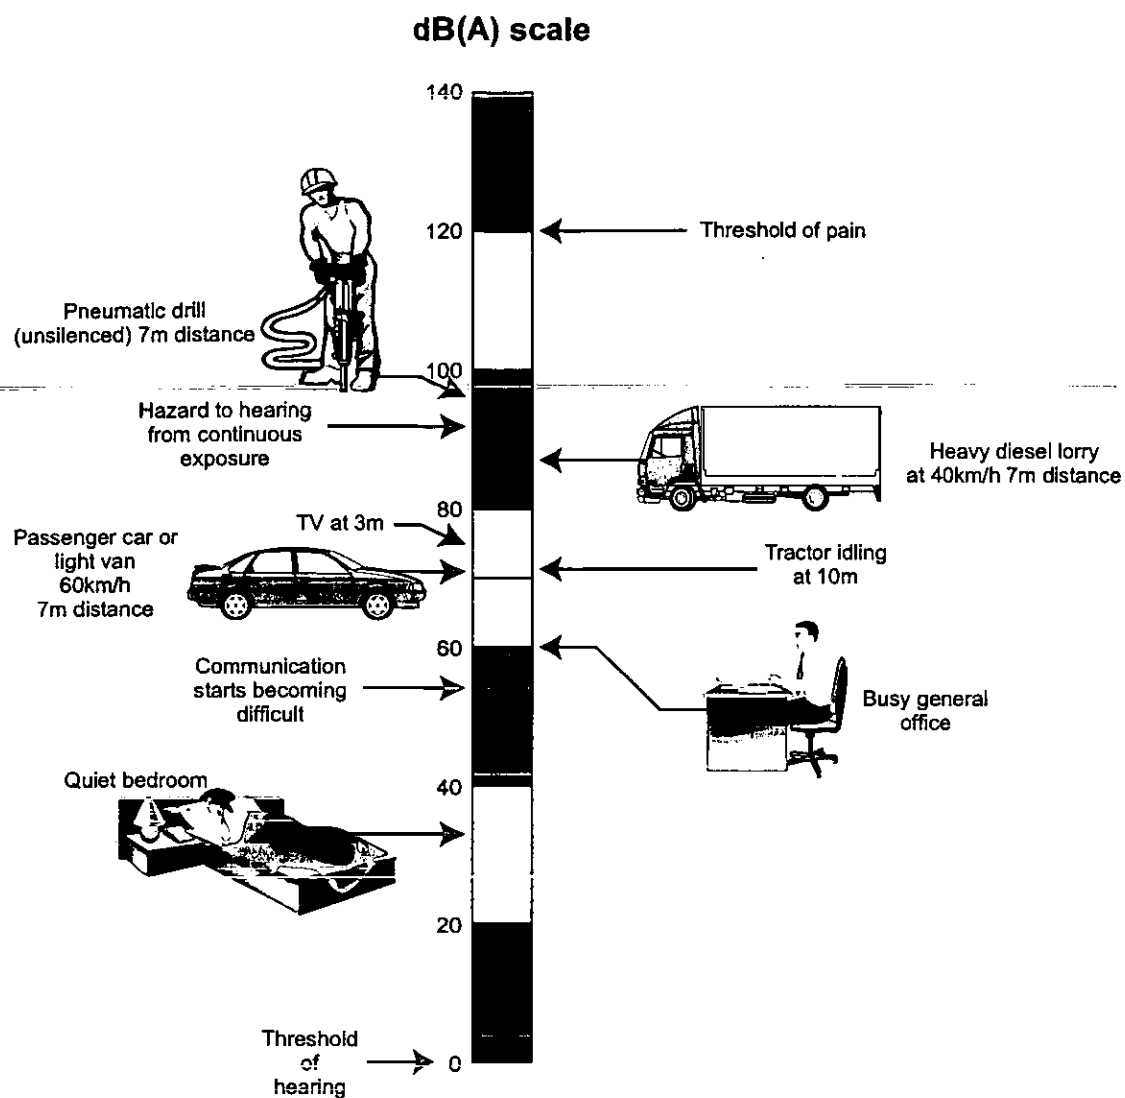 dB(A) scale
140
120
Threshold of pain
Pneumatic drill
(unsilenced) 7m distance
100
Hazard to hearing
from continuous
exposure
Heavy diesel lorry
at 40km/h 7m distance
80
TV at 3m
Passenger car or
light van
60km/h
7m distance
Tractor idling
at 10m
60
Communication
starts becoming
difficult
Busy general
office
Quiet bedroom
40
20
Threshold
of
hearing
0